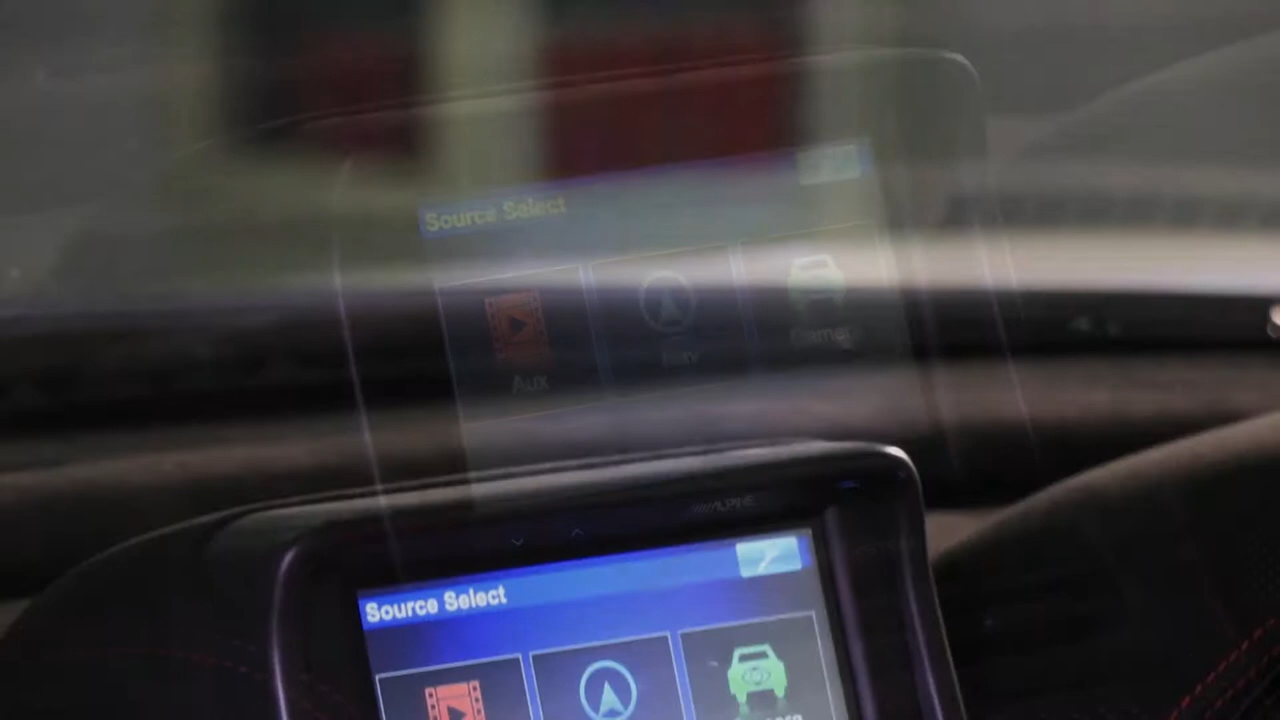 Source Select
Aux
Nav
Camera
ALPINE
Source Select